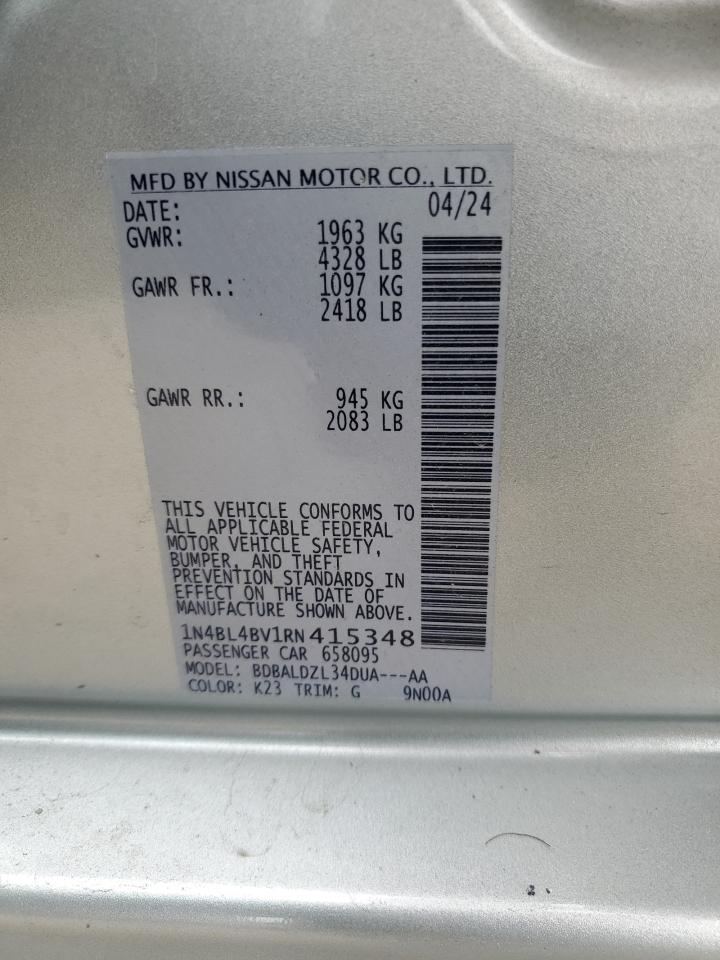 MFD BY NISSAN MOTOR CO., LTD.
DATE: 04/24
GVWR: 1963 KG
4328 LB
GAWR FR.: 1097 KG
2418 LB
GAWR RR.: 945 KG
2083 LB
THIS VEHICLE CONFORMS TO
ALL APPLICABLE FEDERAL
MOTOR VEHICLE SAFETY,
BUMPER, AND THEFT
PREVENTION STANDARDS IN
EFFECT ON THE DATE OF
MANUFACTURE SHOWN ABOVE.
1N4BL4BV1RN415348
PASSENGER CAR 658095
MODEL: BDBALDZL34DUA---AA
COLOR: K23 TRIM: G 9N00A